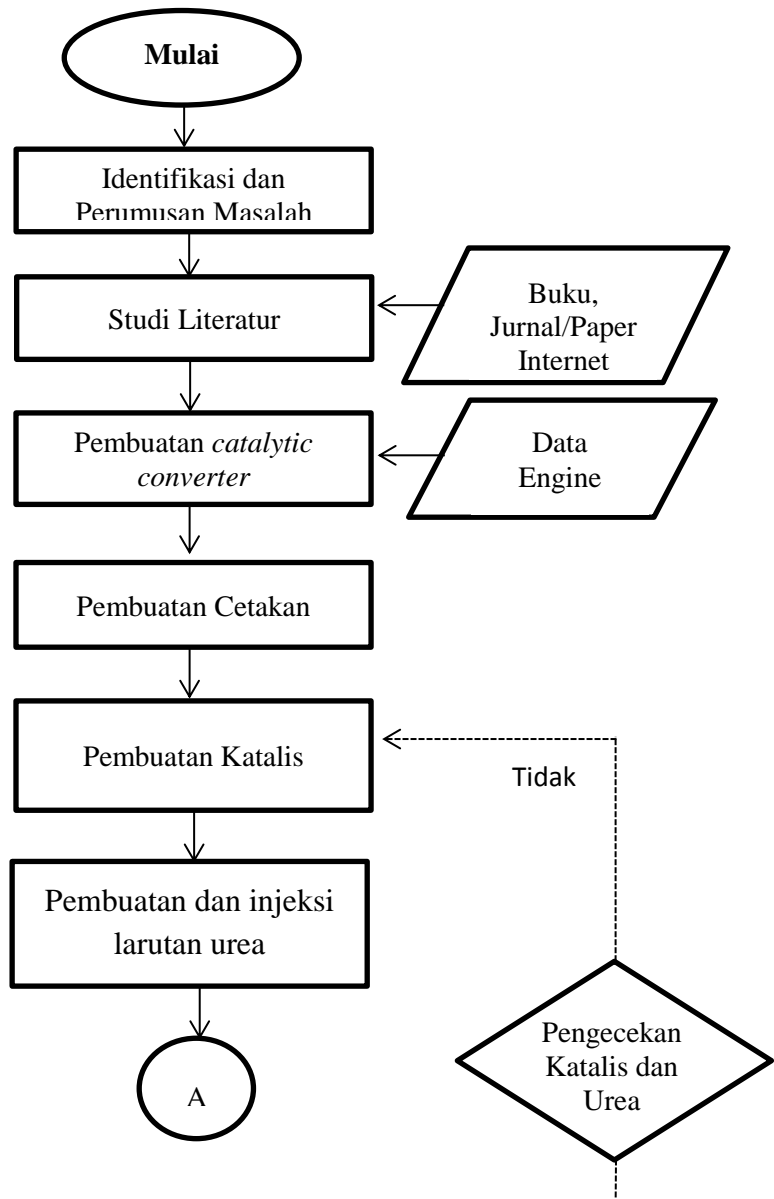 Mulai
Identifikasi dan
Perumusan Masalah
Studi Literatur
Buku,
Jurnal/Paper
Internet
Pembuatan catalytic
converter
Data
Engine
Pembuatan Cetakan
Pembuatan Katalis
Tidak
Pembuatan dan injeksi
larutan urea
Pengecekan
Katalis dan
Urea
A